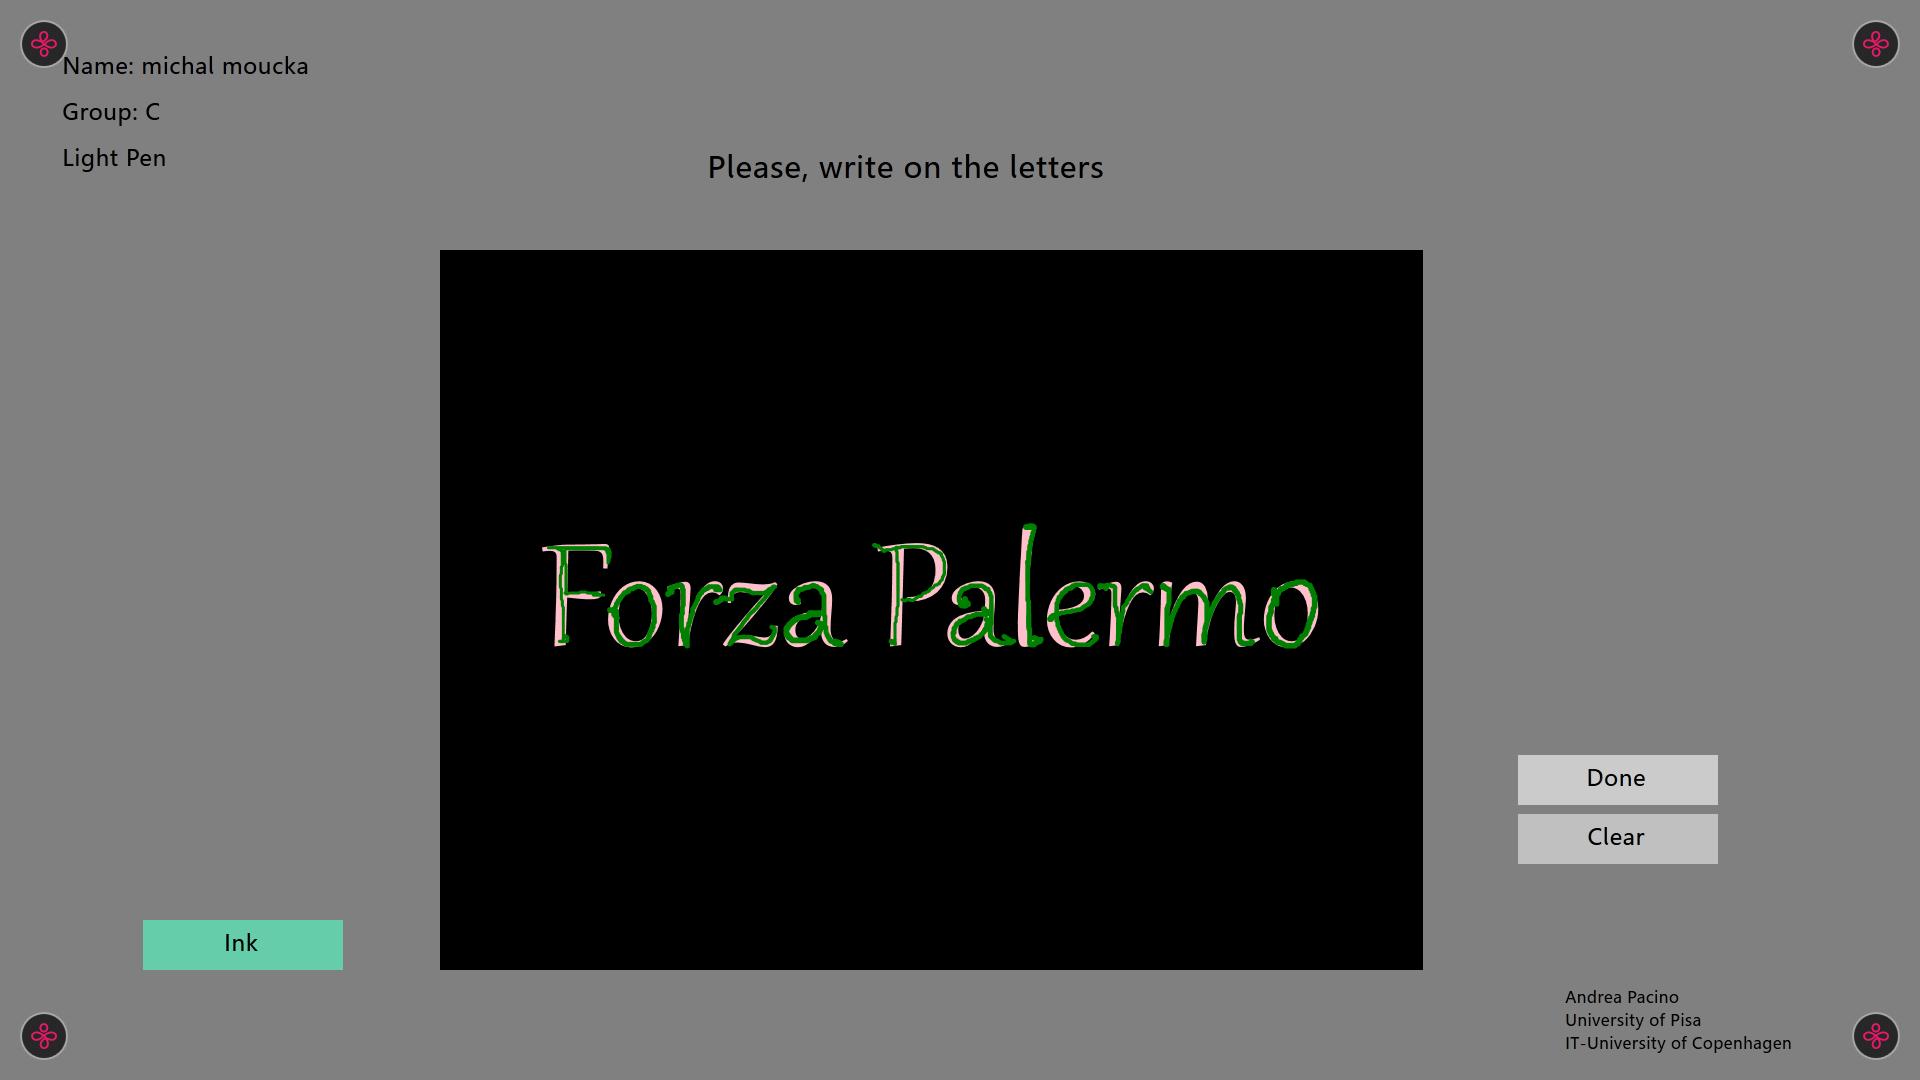 Name: michal moucka
Group: C
Light Pen
Please, write on the letters
Forza Palermo
Done
Clear
Ink
Andrea Pacino
University of Pisa
IT-University of Copenhagen